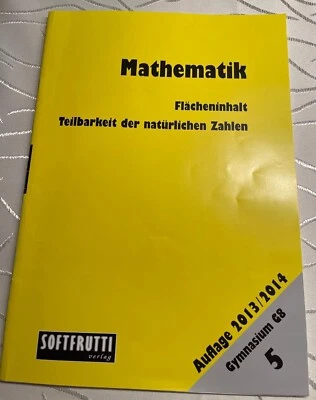 Mathematik
Flächeninhalt
Teilbarkeit der natürlichen Zahlen
Auflage 2013/2014
Gymnasium G8
5
SOFTFRUTTI
verlag